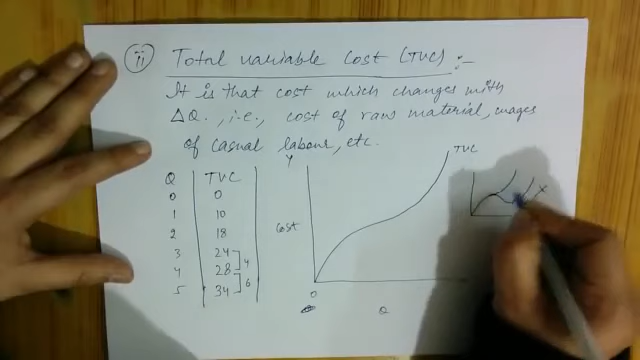 ii Total variable cost (TVC) :-
It is that cost which changes with
ΔQ., i.e., cost of raw material, wages
of casual labour, etc.
Q TVC
0 0
1 10
2 18
3 24
4 28
5 34
4
6
Y
TVC
Cost
0
Q
X